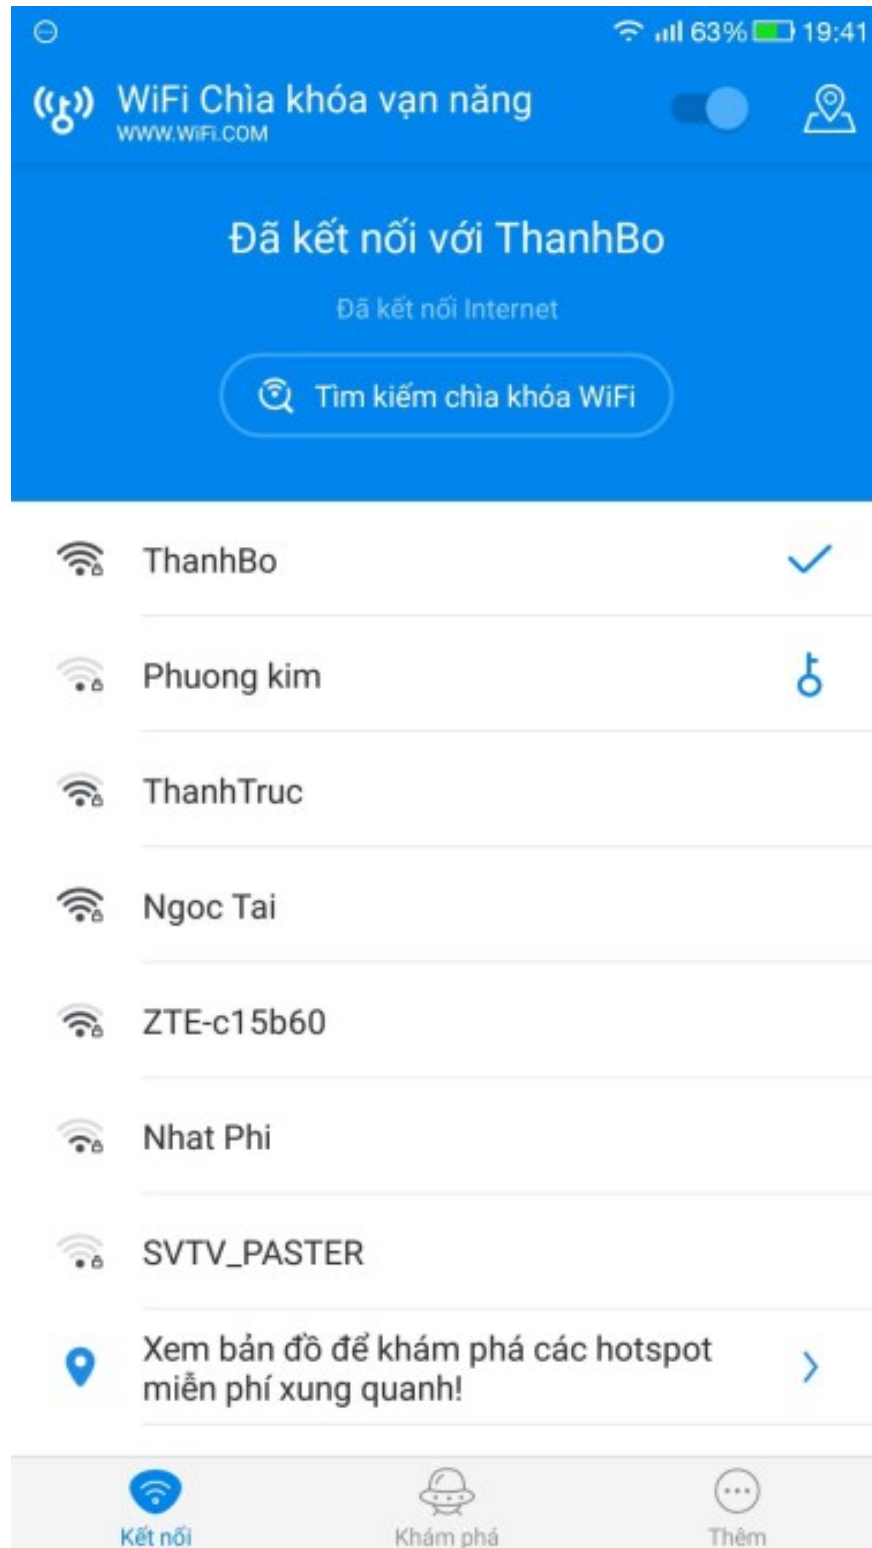 63% 19:41
WiFi Chìa khóa vạn năng
WWW.WiFi.COM
Đã kết nối với ThanhBo
Đã kết nối Internet
Tìm kiếm chìa khóa WiFi
ThanhBo
Phuong kim
ThanhTruc
Ngoc Tai
ZTE-c15b60
Nhat Phi
SVTV_PASTER
Xem bản đồ để khám phá các hotspot
miễn phí xung quanh!
Kết nối Khám phá Thêm